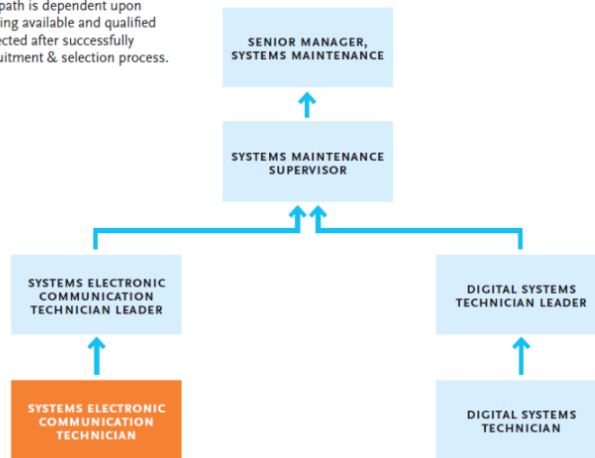 path is dependent upon
ing available and qualified
ected after successfully
uitment & selection process.
SENIOR MANAGER,
SYSTEMS MAINTENANCE
SYSTEMS MAINTENANCE
SUPERVISOR
SYSTEMS ELECTRONIC
COMMUNICATION
TECHNICIAN LEADER
DIGITAL SYSTEMS
TECHNICIAN LEADER
SYSTEMS ELECTRONIC
COMMUNICATION
TECHNICIAN
DIGITAL SYSTEMS
TECHNICIAN